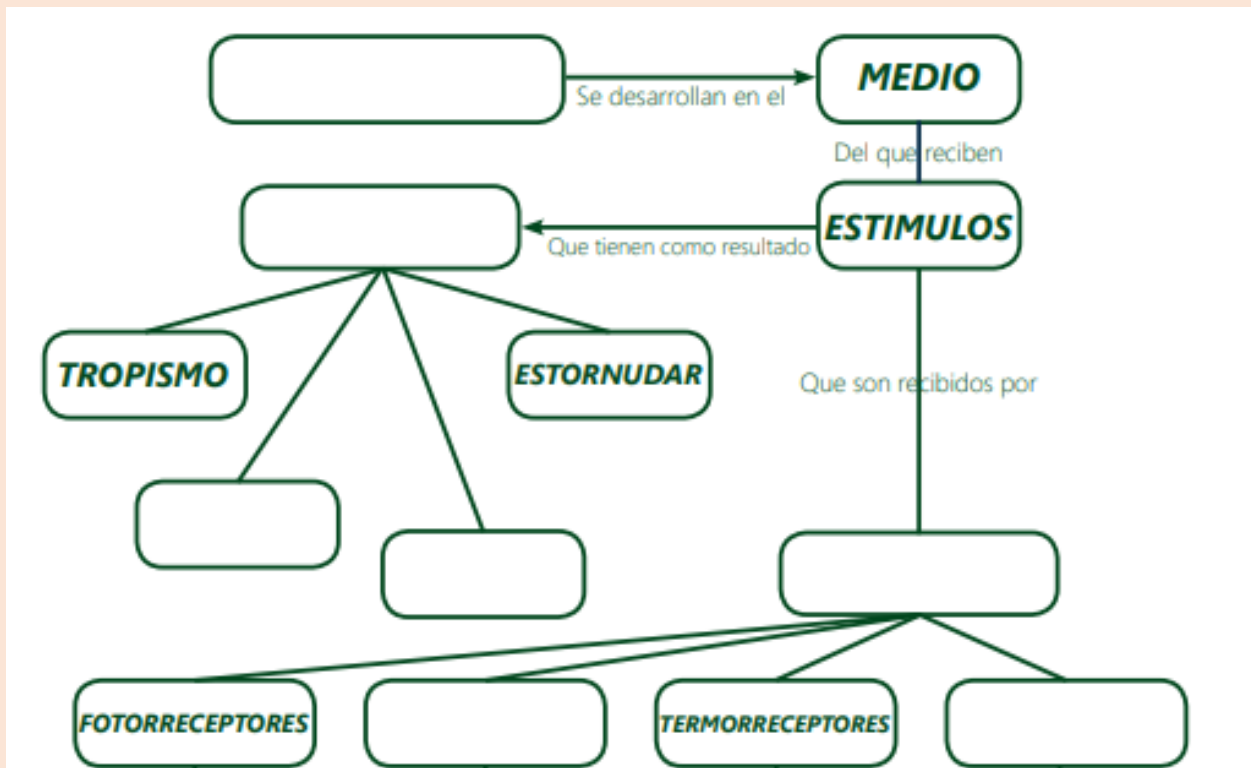 MEDIO
Se desarrollan en el
Del que reciben
ESTIMULOS
Que tienen como resultado
TROPISMO
ESTORNUDAR
Que son recibidos por
FOTORRECEPTORES
TERMORRECEPTORES